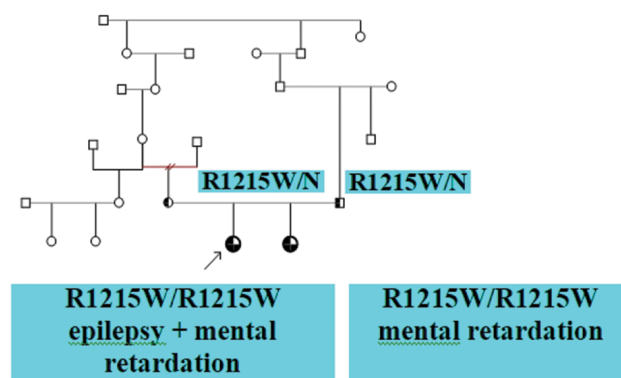 R1215W/N
R1215W/N
R1215W/R1215W
epilepsy + mental
retardation
R1215W/R1215W
mental retardation